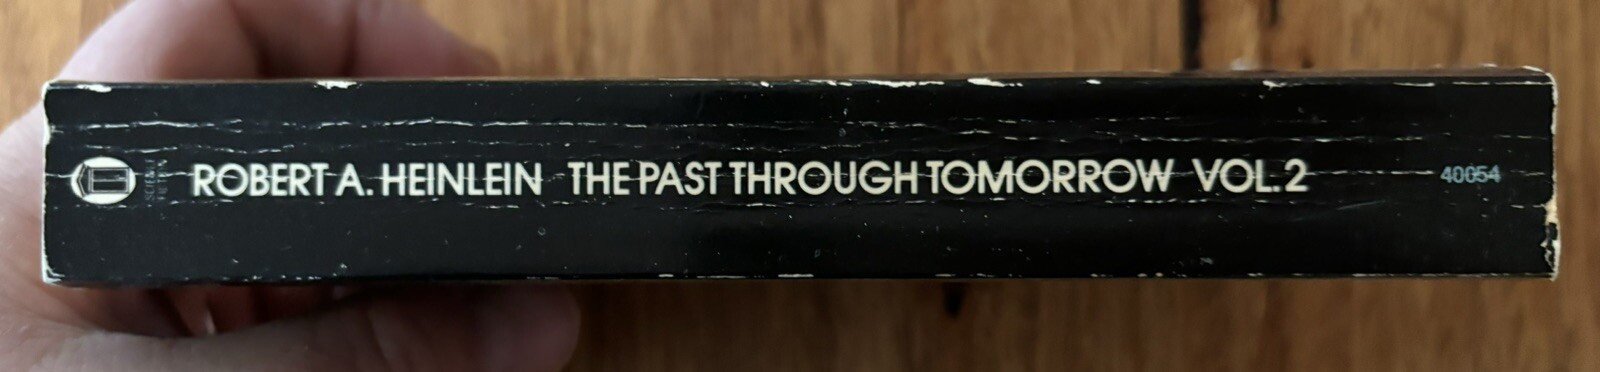 ROBERT A. HEINLEIN THE PAST THROUGH TOMORROW VOL. 2
40054